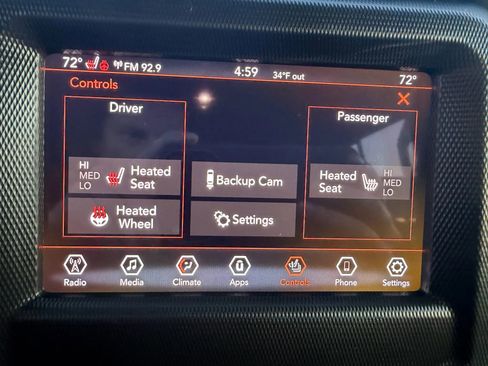 72° FM 92.9 4:59 34°F out 72°
Controls
Driver
HI
MED
LO
Heated
Seat
Heated
Wheel
Backup Cam
Settings
Passenger
Heated
Seat
HI
MED
LO
Radio Media Climate Apps Controls Phone Settings